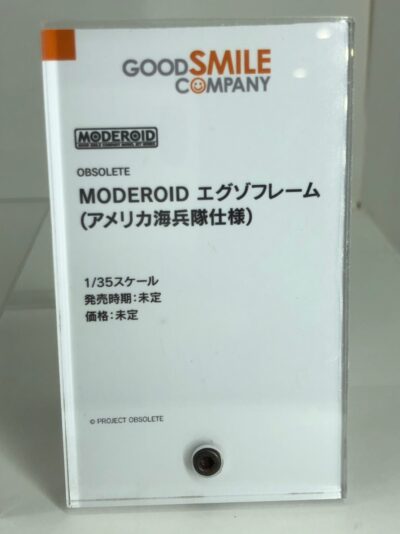 GOODSMILE
COMPANY
MODEROID
OBSOLETE
MODEROID エグゾフレーム
(アメリカ海兵隊仕様)
1/35スケール
発売時期:未定
価格:未定
© PROJECT OBSOLETE